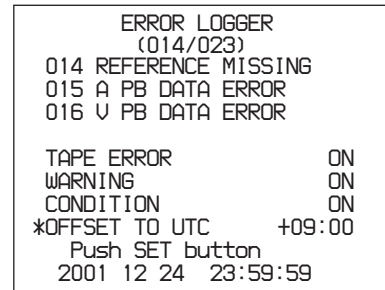 ERROR LOGGER
(014/023)
014 REFERENCE MISSING
015 A PB DATA ERROR
016 V PB DATA ERROR
TAPE ERROR ON
WARNING ON
CONDITION ON
*OFFSET TO UTC +09:00
Push SET button
2001 12 24 23:59:59